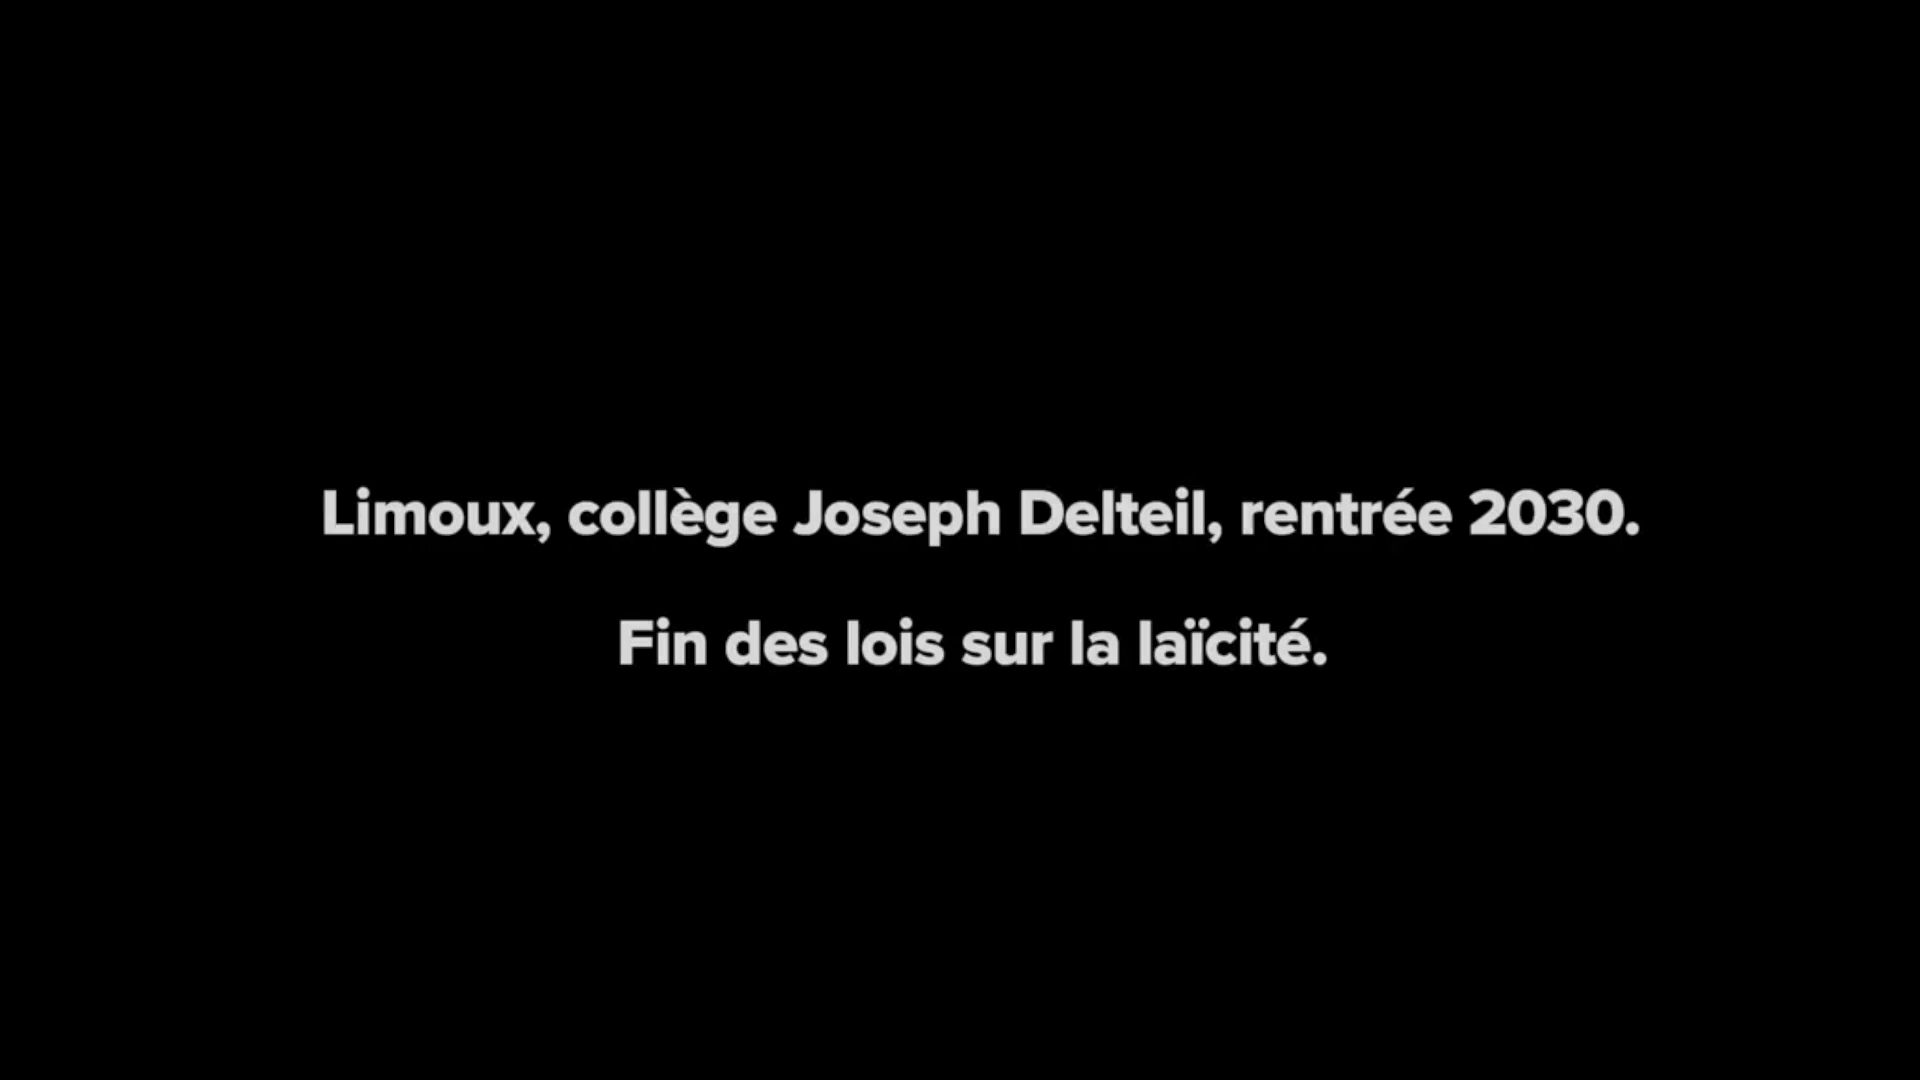 Limoux, collège Joseph Delteil, rentrée 2030.
Fin des lois sur la laïcité.